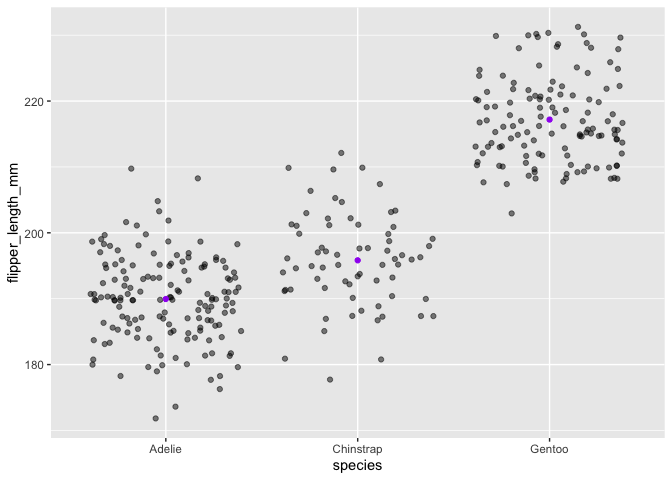 220
200
180
flipper_length_mm
Adelie
Chinstrap
Gentoo
species